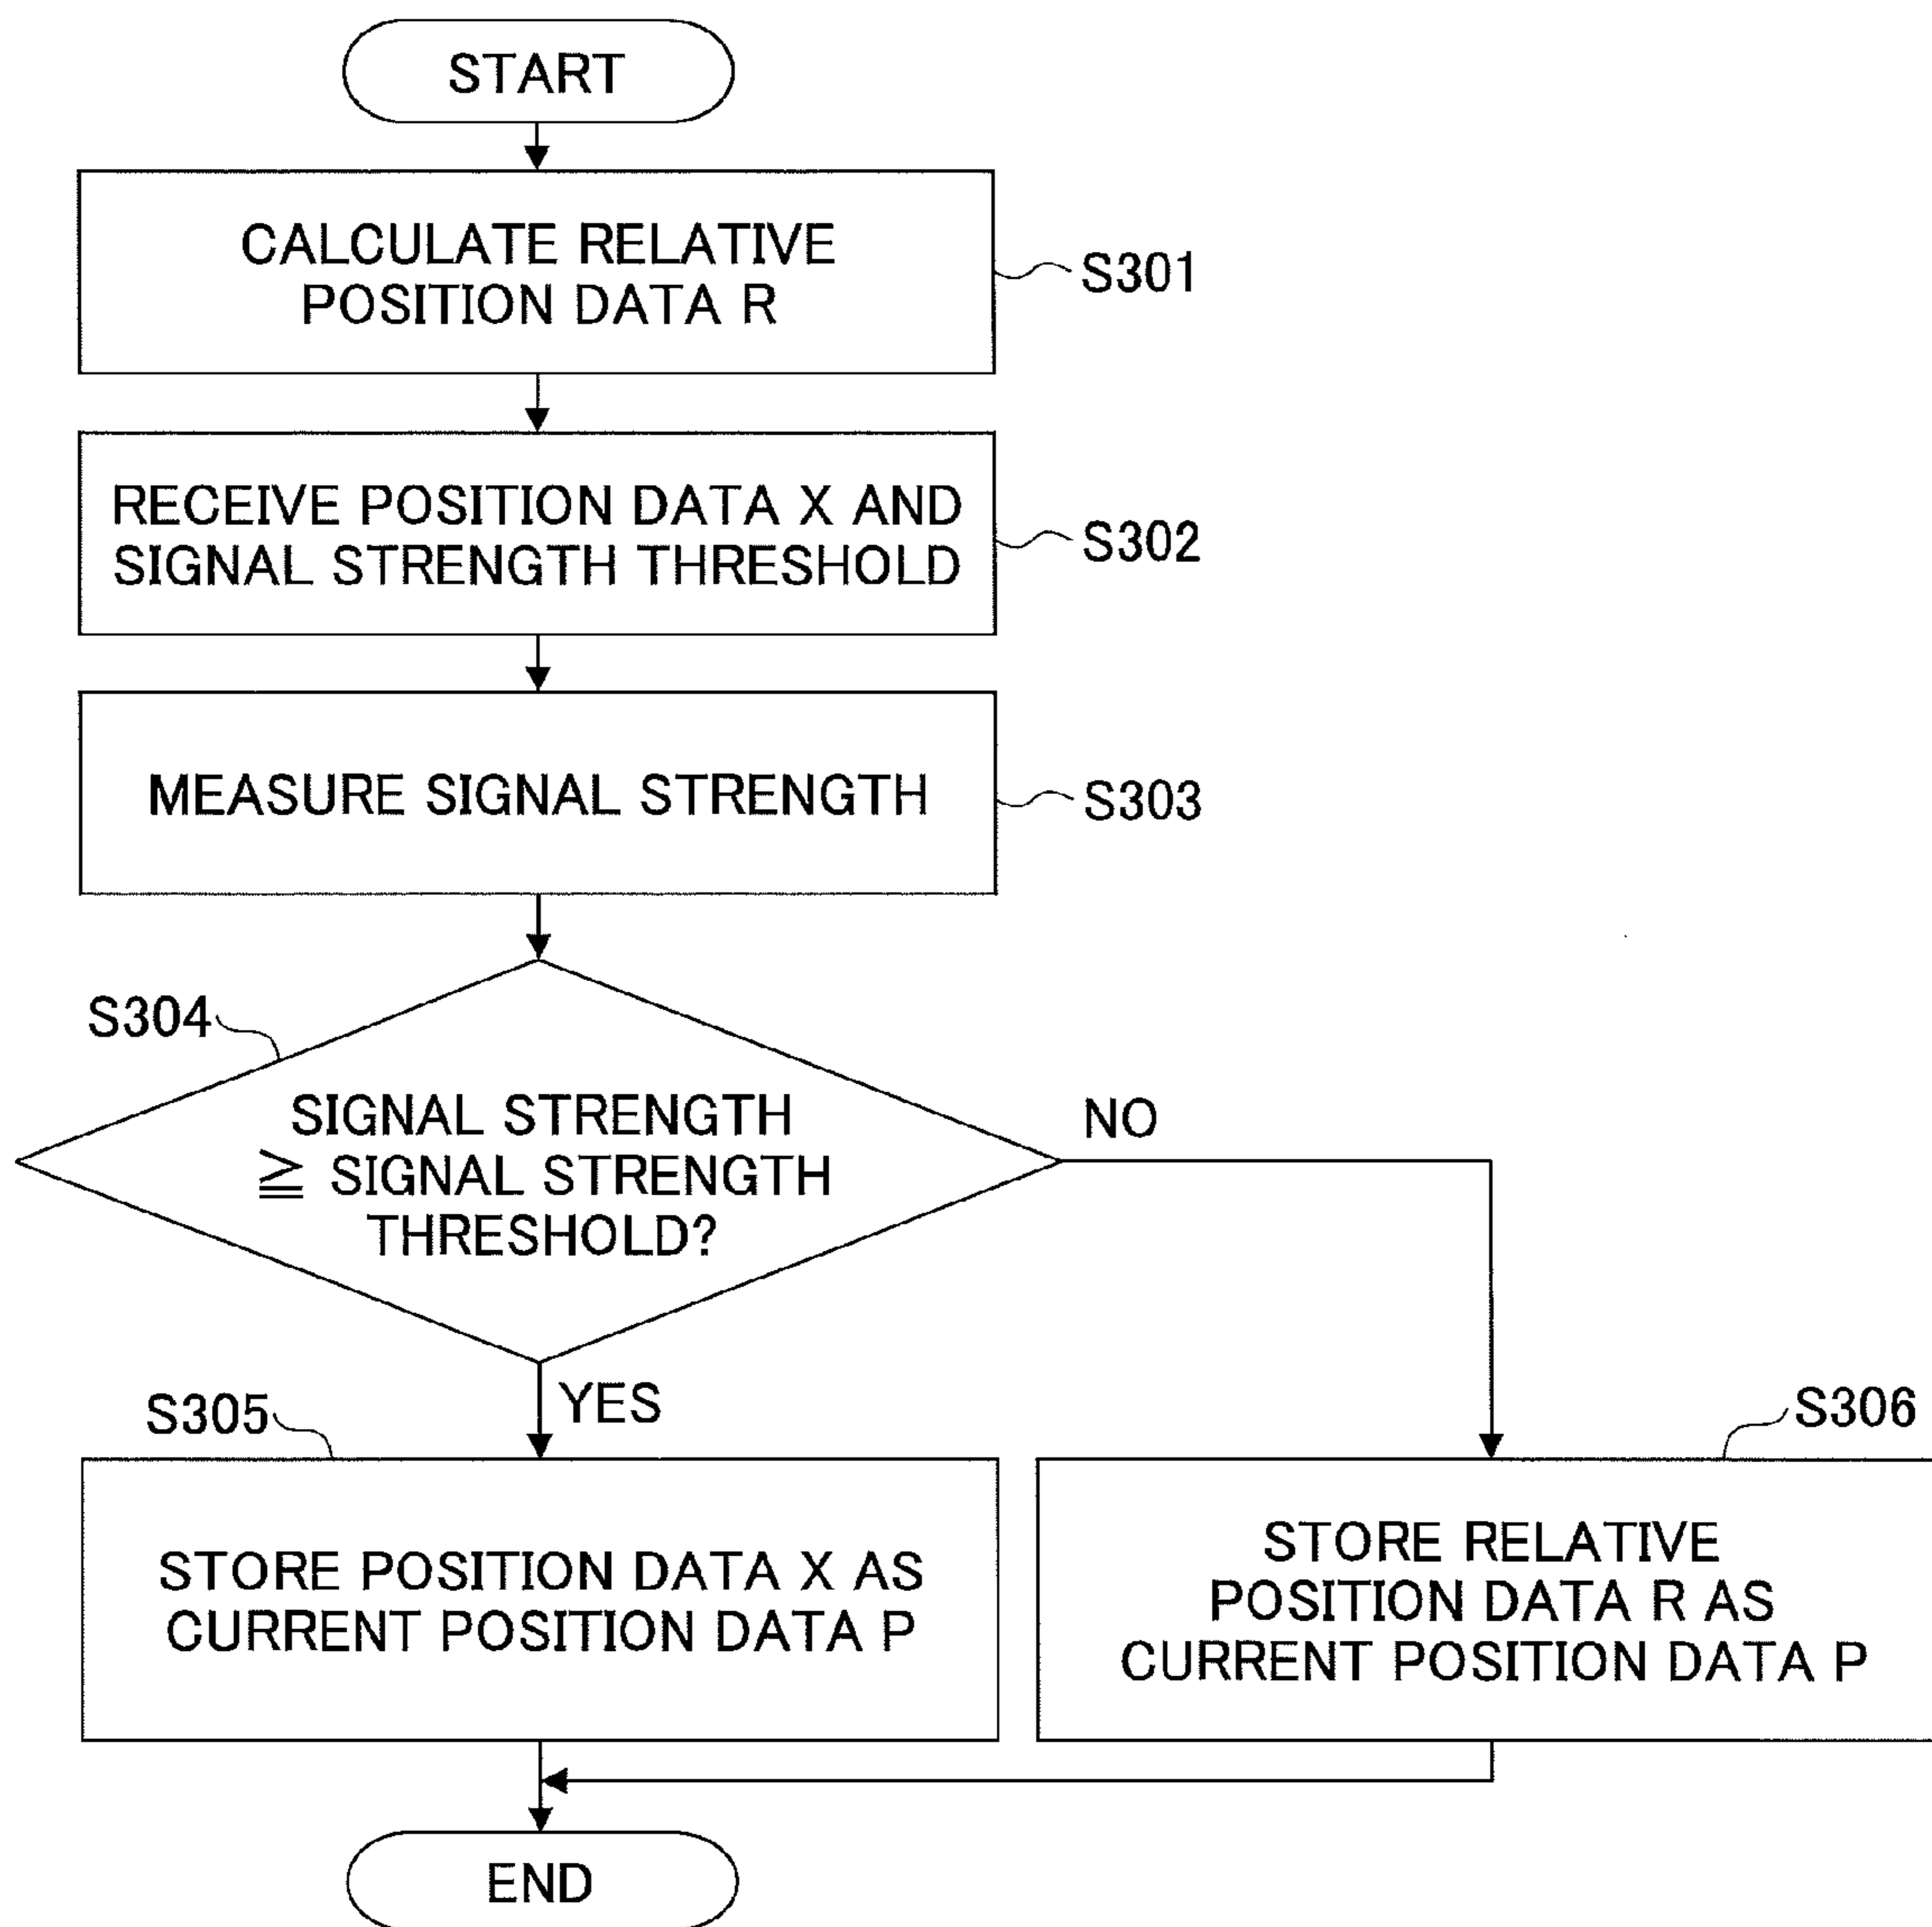 START
CALCULATE RELATIVE
POSITION DATA R
S301
RECEIVE POSITION DATA X AND
SIGNAL STRENGTH THRESHOLD
S302
MEASURE SIGNAL STRENGTH
S303
S304
SIGNAL STRENGTH
≧ SIGNAL STRENGTH
THRESHOLD?
NO
YES
S305
STORE POSITION DATA X AS
CURRENT POSITION DATA P
S306
STORE RELATIVE
POSITION DATA R AS
CURRENT POSITION DATA P
END